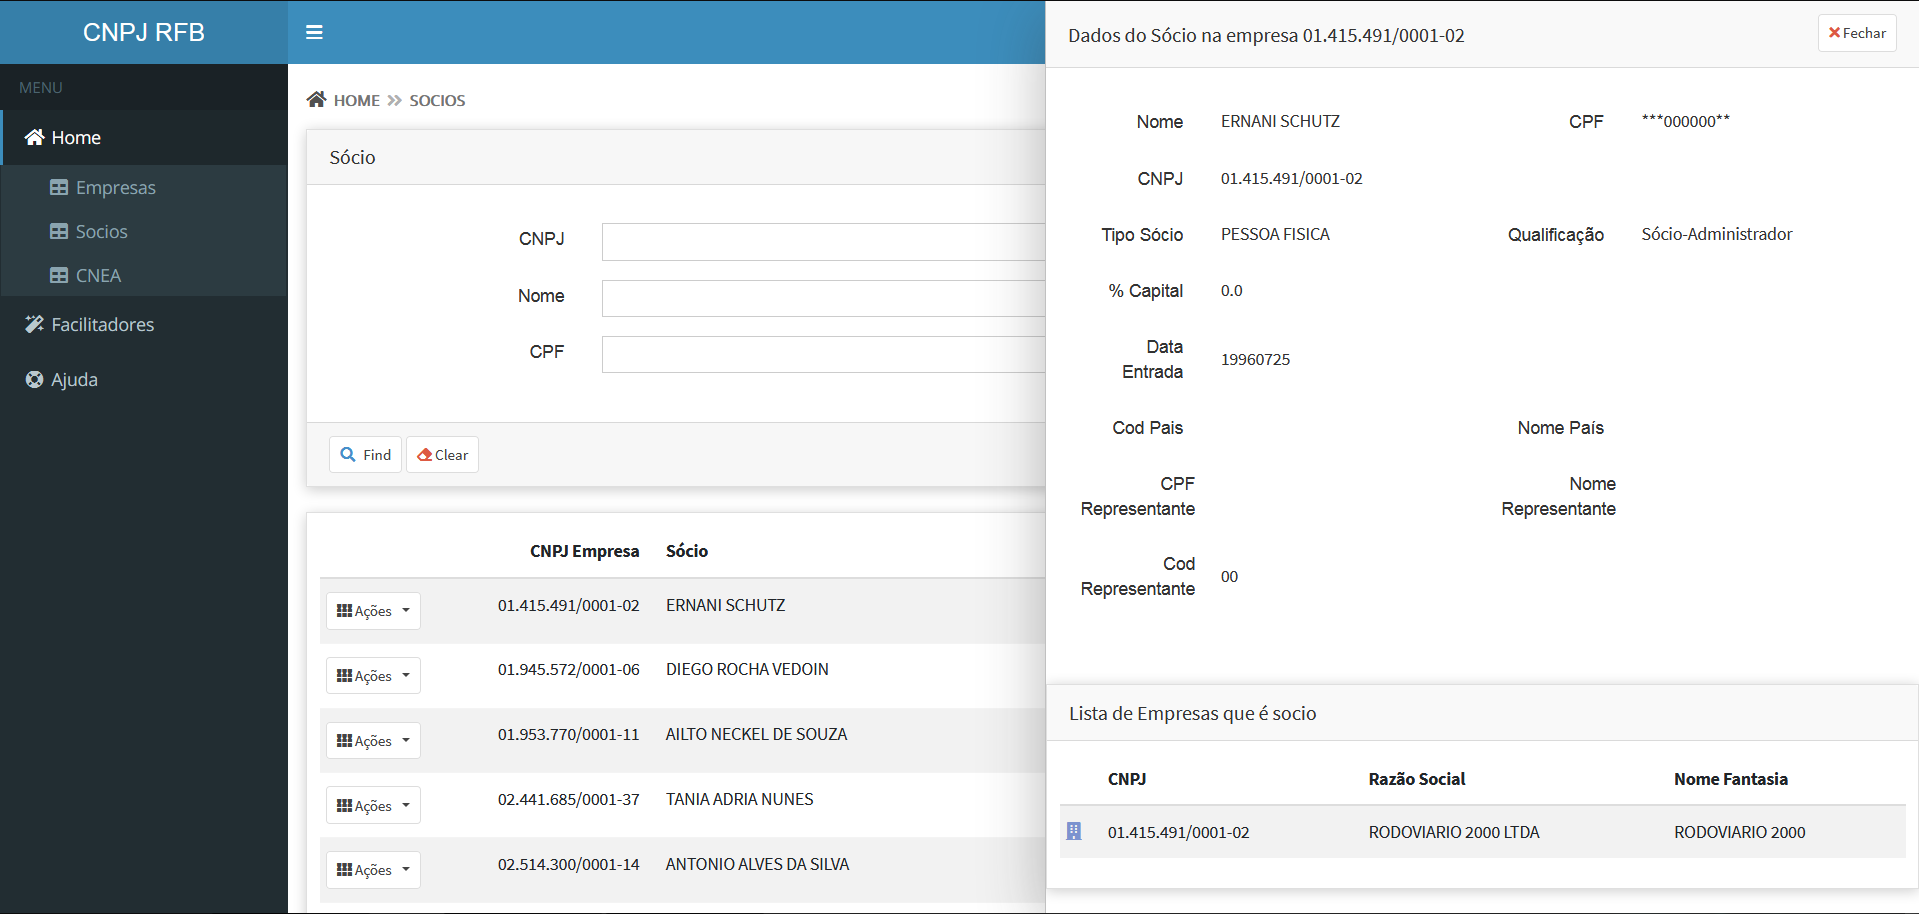 CNPJ RFB
MENU
Home
Empresas
Socios
CNEA
Facilitadores
Ajuda
HOME SOCIOS
Sócio
CNPJ
Nome
CPF
Find Clear
CNPJ Empresa Sócio
Ações 01.415.491/0001-02 ERNANI SCHUTZ
Ações 01.945.572/0001-06 DIEGO ROCHA VEDOIN
Ações 01.953.770/0001-11 AILTO NECKEL DE SOUZA
Ações 02.441.685/0001-37 TANIA ADRIA NUNES
Ações 02.514.300/0001-14 ANTONIO ALVES DA SILVA
Dados do Sócio na empresa 01.415.491/0001-02 Fechar
Nome ERNANI SCHUTZ CPF ***000000**
CNPJ 01.415.491/0001-02
Tipo Sócio PESSOA FISICA Qualificação Sócio-Administrador
% Capital 0.0
Data
Entrada 19960725
Cod Pais Nome País
CPF
Representante
Nome
Representante
Cod
Representante 00
Lista de Empresas que é socio
CNPJ Razão Social Nome Fantasia
01.415.491/0001-02 RODOVIARIO 2000 LTDA RODOVIARIO 2000